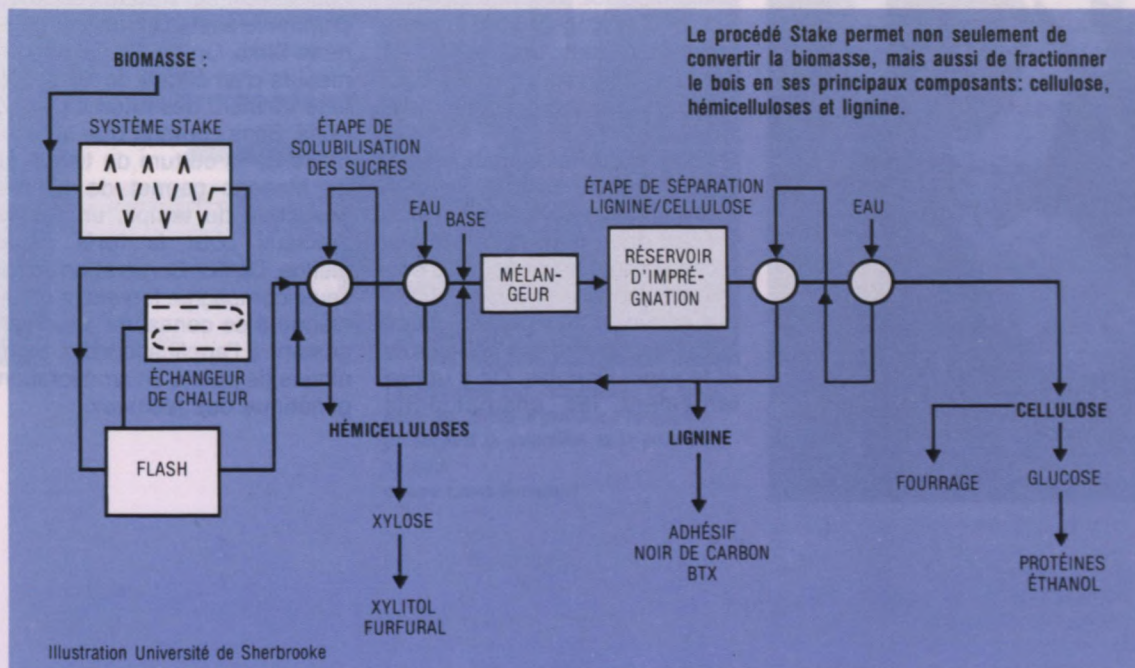 Le procédé Stake permet non seulement de
convertir la biomasse, mais aussi de fractionner
le bois en ses principaux composants: cellulose,
hémicelluloses et lignine.
BIOMASSE :
SYSTÈME STAKE
ÉTAPE DE
SOLUBILISATION
DES SUCRES
EAU
BASE
MÉLAN-
GEUR
ÉTAPE DE SÉPARATION
LIGNINE/CELLULOSE
RÉSERVOIR
D'IMPRÉ-
GNATION
EAU
ÉCHANGEUR
DE CHALEUR
FLASH
HÉMICELLULOSES
XYLOSE
XYLITOL
FURFURAL
LIGNINE
ADHÉSIF
NOIR DE CARBON
BTX
CELLULOSE
FOURRAGE
GLUCOSE
PROTÉINES
ÉTHANOL
Illustration Université de Sherbrooke